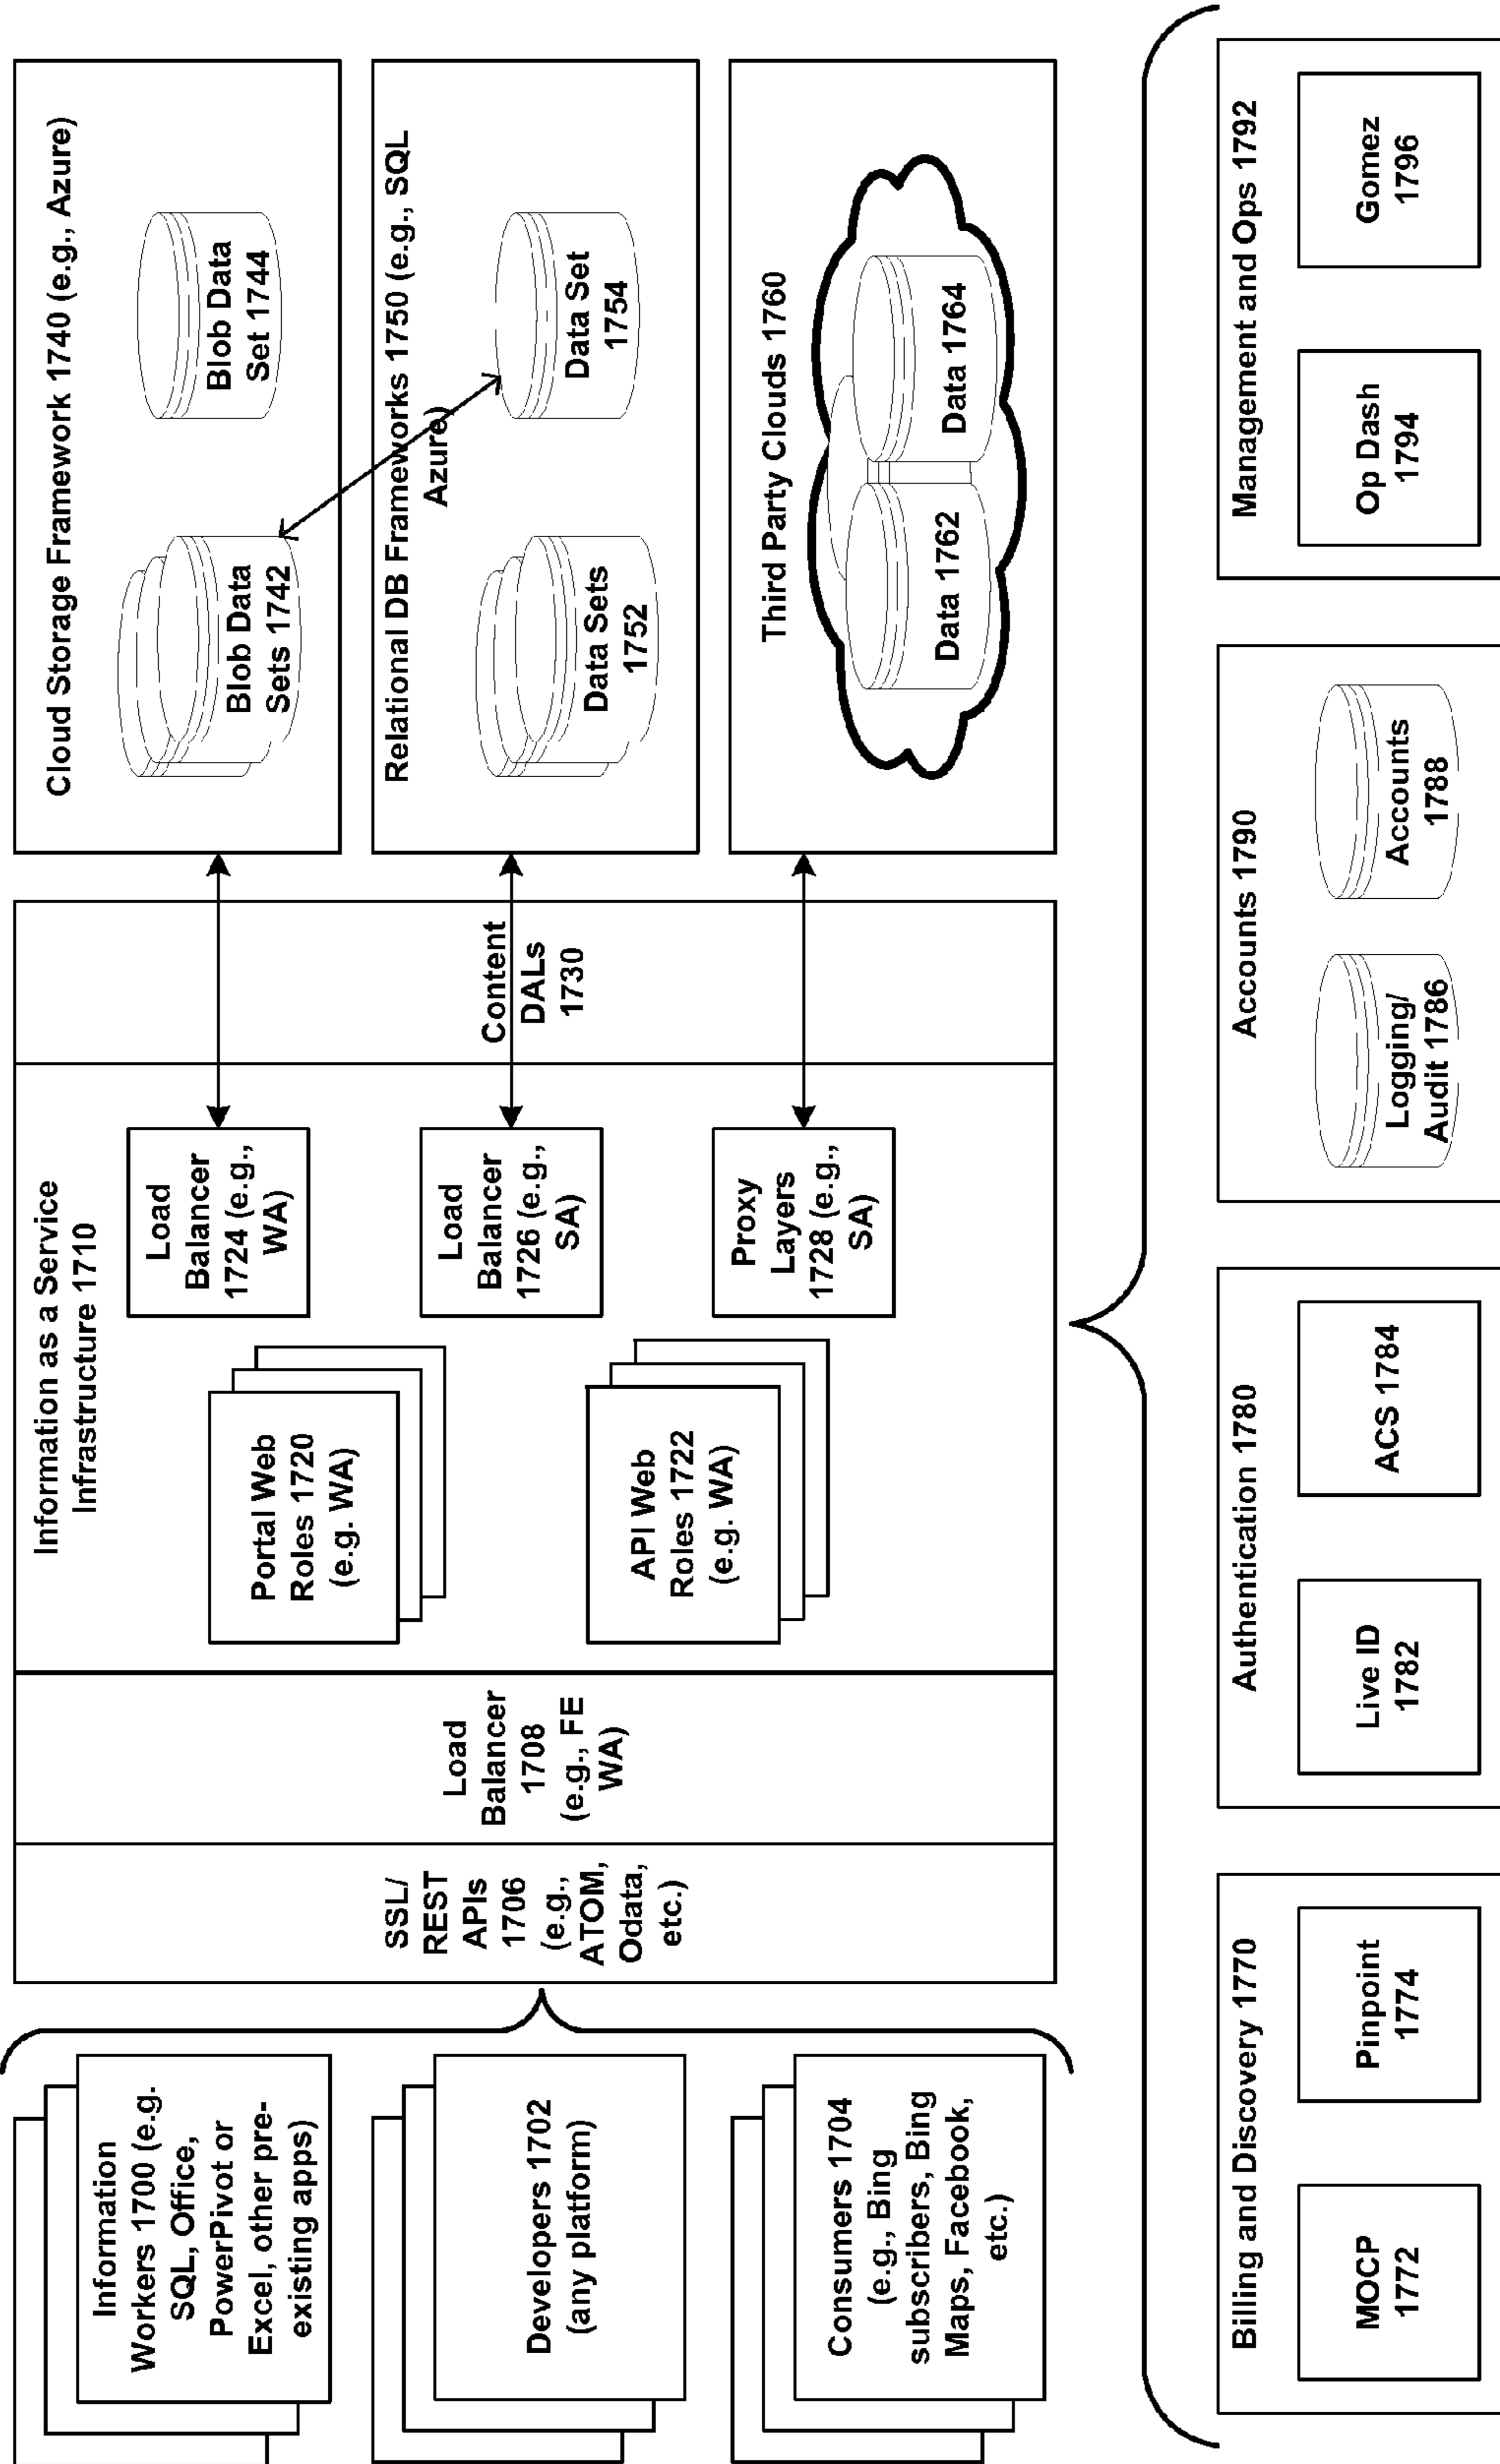 Information
Workers 1700 (e.g.
SQL, Office,
PowerPivot or
Excel, other pre-
existing apps)
Developers 1702
(any platform)
Consumers 1704
(e.g., Bing
subscribers, Bing
Maps, Facebook,
etc.)
SSL/
REST
APIs
1706
(e.g.,
ATOM,
Odata,
etc.)
Load
Balancer
1708
(e.g., FE
WA)
Information as a Service
Infrastructure 1710
Portal Web
Roles 1720
(e.g. WA)
API Web
Roles 1722
(e.g. WA)
Load
Balancer
1724 (e.g.,
WA)
Load
Balancer
1726 (e.g.,
SA)
Proxy
Layers
1728 (e.g.,
SA)
Content
DALs
1730
Cloud Storage Framework 1740 (e.g., Azure)
Blob Data
Sets 1742
Blob Data
Set 1744
Relational DB Frameworks 1750 (e.g., SQL
Azure)
Data Sets
1752
Data Set
1754
Third Party Clouds 1760
Data 1762
Data 1764
Billing and Discovery 1770
MOCP
1772
Pinpoint
1774
Authentication 1780
Live ID
1782
ACS 1784
Accounts 1790
Logging/
Audit 1786
Accounts
1788
Management and Ops 1792
Op Dash
1794
Gomez
1796